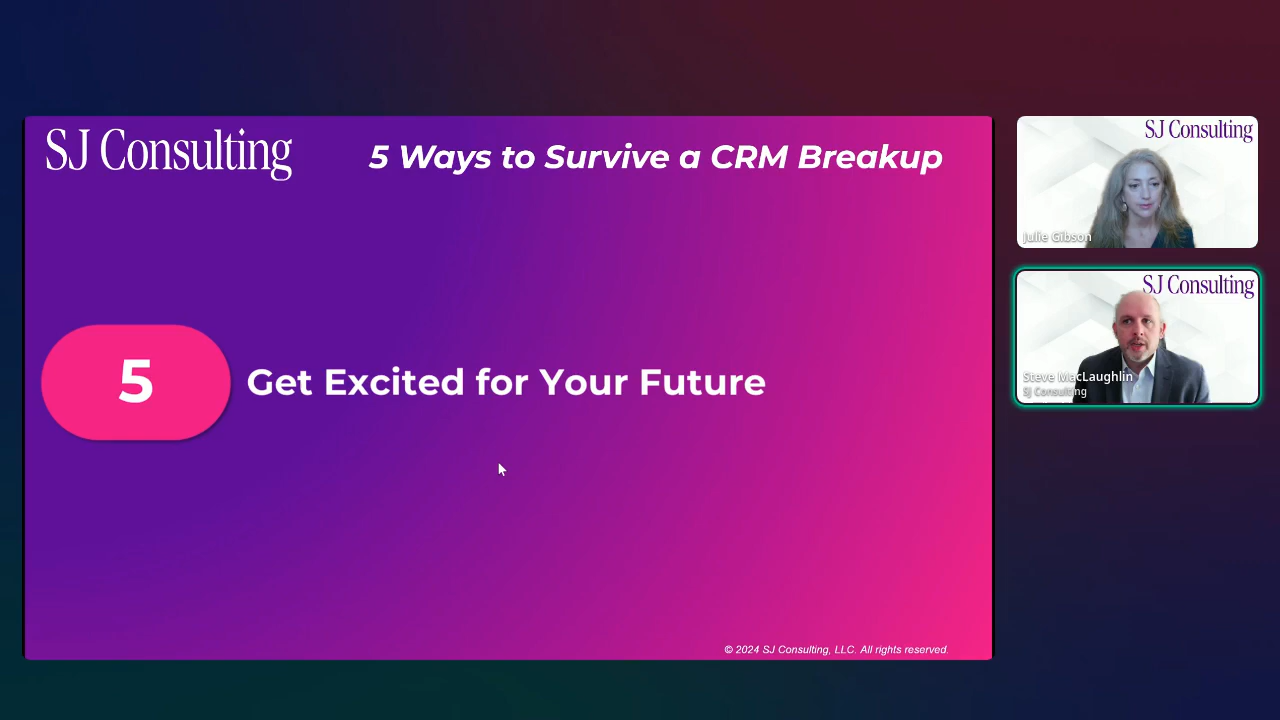 SJ Consulting
5 Ways to Survive a CRM Breakup
5
Get Excited for Your Future
© 2024 SJ Consulting, LLC. All rights reserved.
SJ Consulting
Julie Gibson
SJ Consulting
Steve MacLaughlin
SJ Consulting